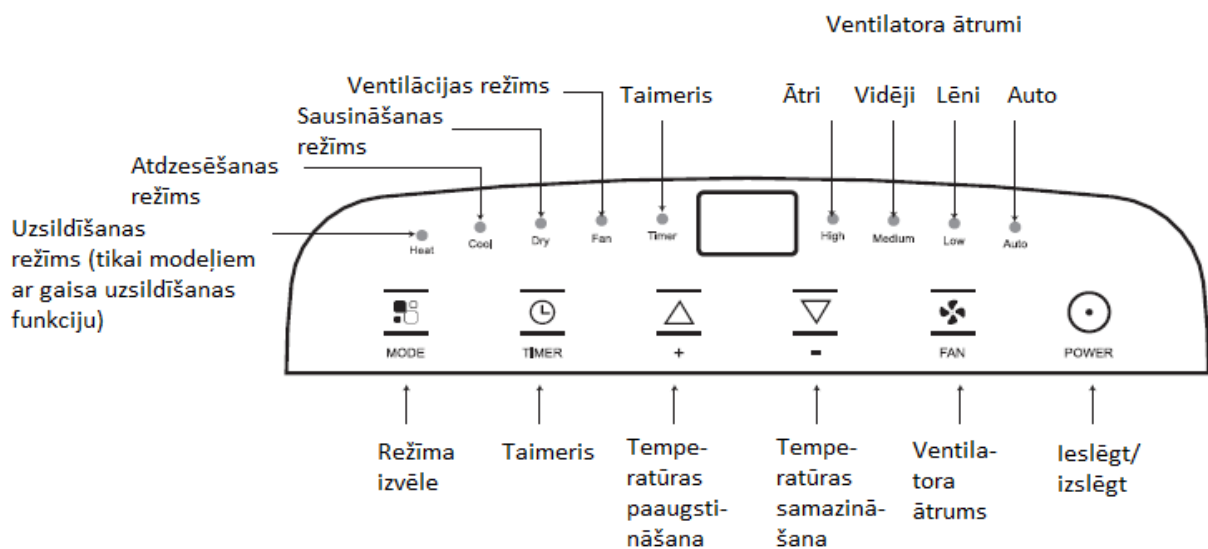 Ventilatora ātrumi
Ventilācijas režīms
Taimeris
Ātri
Vidēji
Lēni
Auto
Sausināšanas
režīms
Atdzesēšanas
režīms
Uzsildīšanas
režīms (tikai modeļiem
ar gaisa uzsildīšanas
funkciju)
Heat
Cool
Dry
Fan
Timer
High
Medium
Low
Auto
MODE
TIMER
+
-
FAN
POWER
Režīma
izvēle
Taimeris
Tempe-
ratūras
paaugsti-
nāšana
Tempe-
ratūras
samazinā-
šana
Ventila-
tora
ātrums
Ieslēgt/
izslēgt